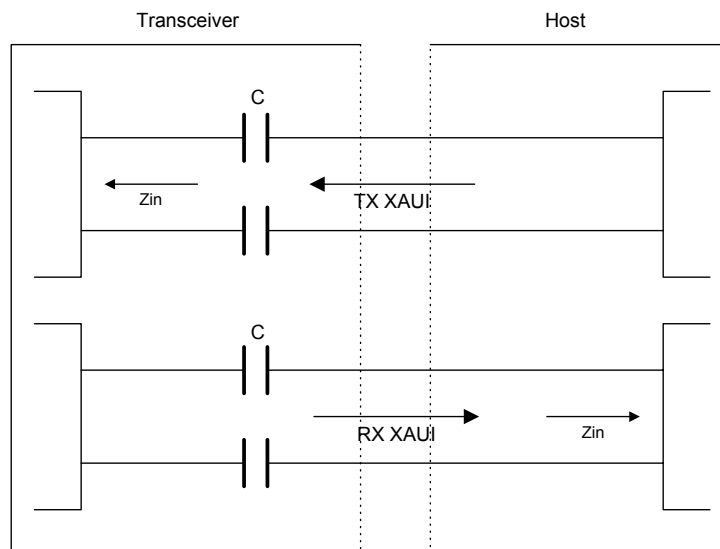 Transceiver
Host
C
Zin
TX XAUI
C
RX XAUI
Zin